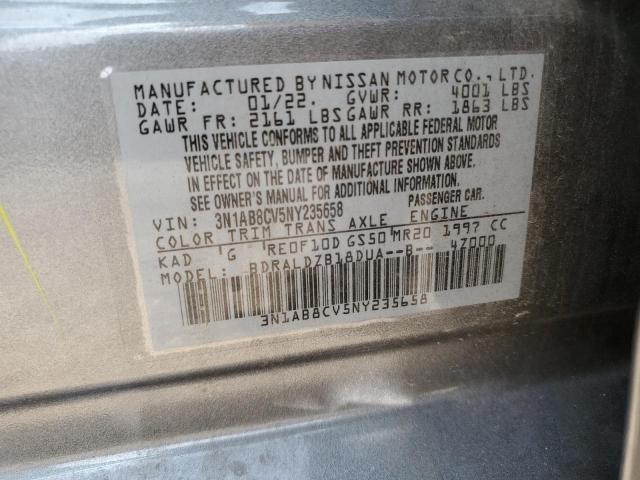 MANUFACTURED BY NISSAN MOTOR CO., LTD.
DATE: 01/22. GVWR: 4001 LBS
GAWR FR: 2161 LBS GAWR RR: 1863 LBS
THIS VEHICLE CONFORMS TO ALL APPLICABLE FEDERAL MOTOR
VEHICLE SAFETY, BUMPER AND THEFT PREVENTION STANDARDS
IN EFFECT ON THE DATE OF MANUFACTURE SHOWN ABOVE.
SEE OWNER'S MANUAL FOR ADDITIONAL INFORMATION.
VIN: 3N1AB8CV5NY235658 PASSENGER CAR.
COLOR TRIM TRANS AXLE ENGINE
KAD G RE0F10D GS50 MR20 1997 CC
MODEL: BDRALDZB18DUA--B-- 4Z000
3N1AB8CV5NY235658